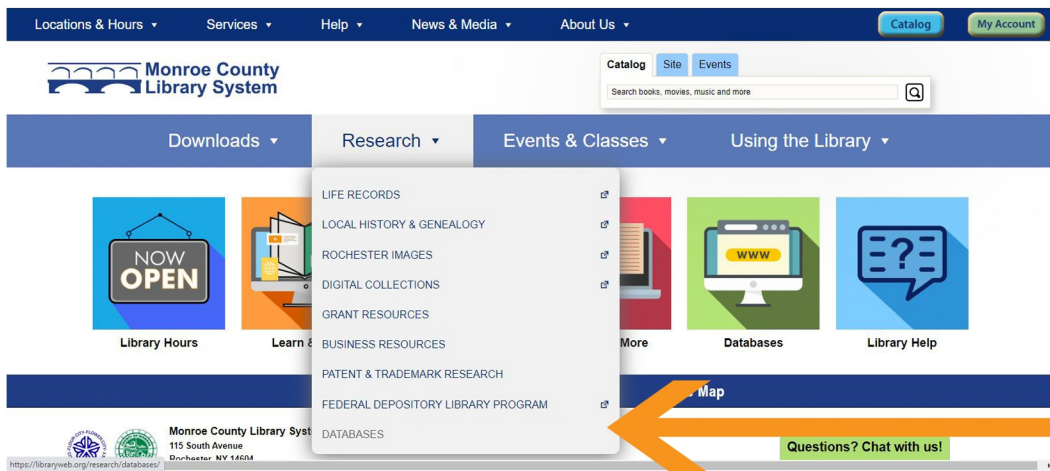 Locations & Hours ▾ Services ▾ Help ▾ News & Media ▾ About Us ▾ Catalog My Account
Monroe County
Library System
Catalog Site Events
Search books, movies, music and more
Downloads ▾ Research ▾ Events & Classes ▾ Using the Library ▾
LIFE RECORDS
LOCAL HISTORY & GENEALOGY
ROCHESTER IMAGES
DIGITAL COLLECTIONS
GRANT RESOURCES
BUSINESS RESOURCES
PATENT & TRADEMARK RESEARCH
FEDERAL DEPOSITORY LIBRARY PROGRAM
DATABASES
NOW
OPEN
WWW
?
Library Hours Learn More Databases Library Help
Map
Monroe County Library Syst
115 South Avenue
Rochester, NY 14604
Questions? Chat with us!
https://libraryweb.org/research/databases/